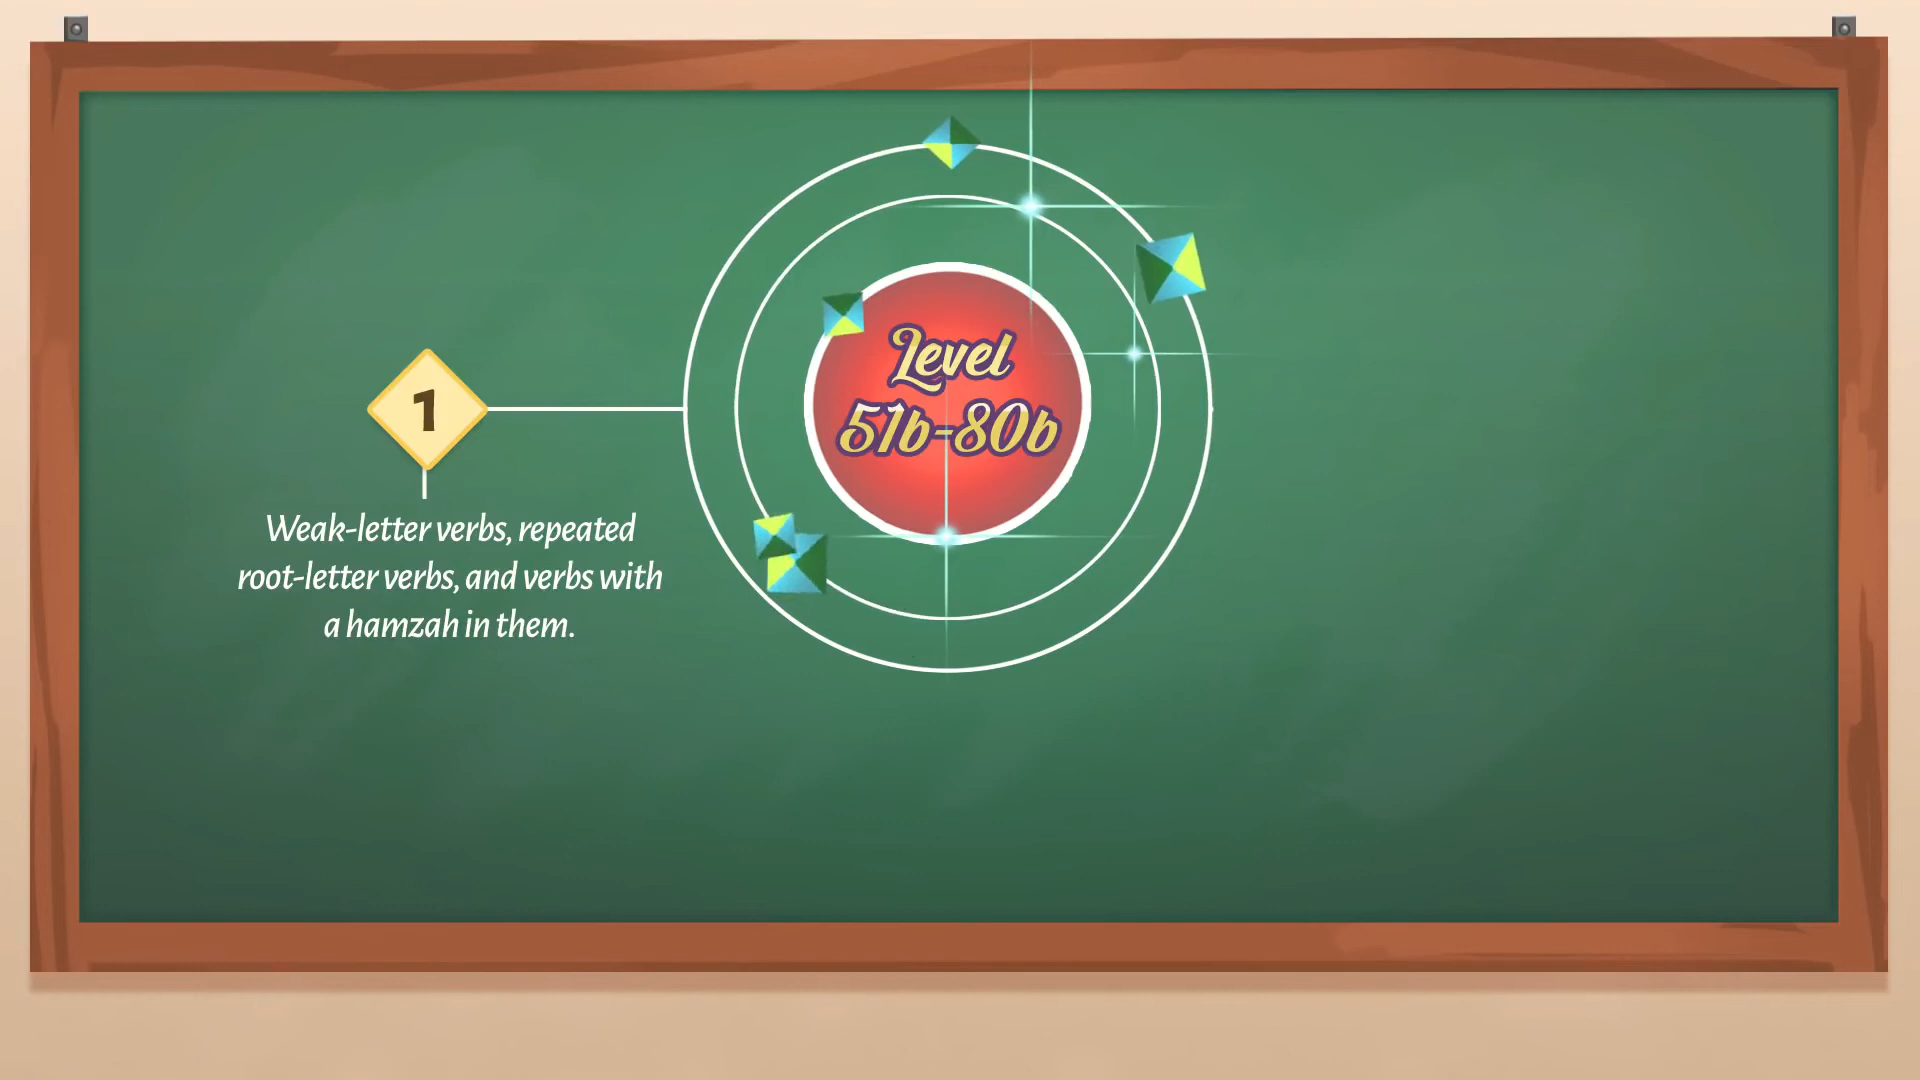 Level
51b-80b
1
Weak-letter verbs, repeated
root-letter verbs, and verbs with
a hamzah in them.